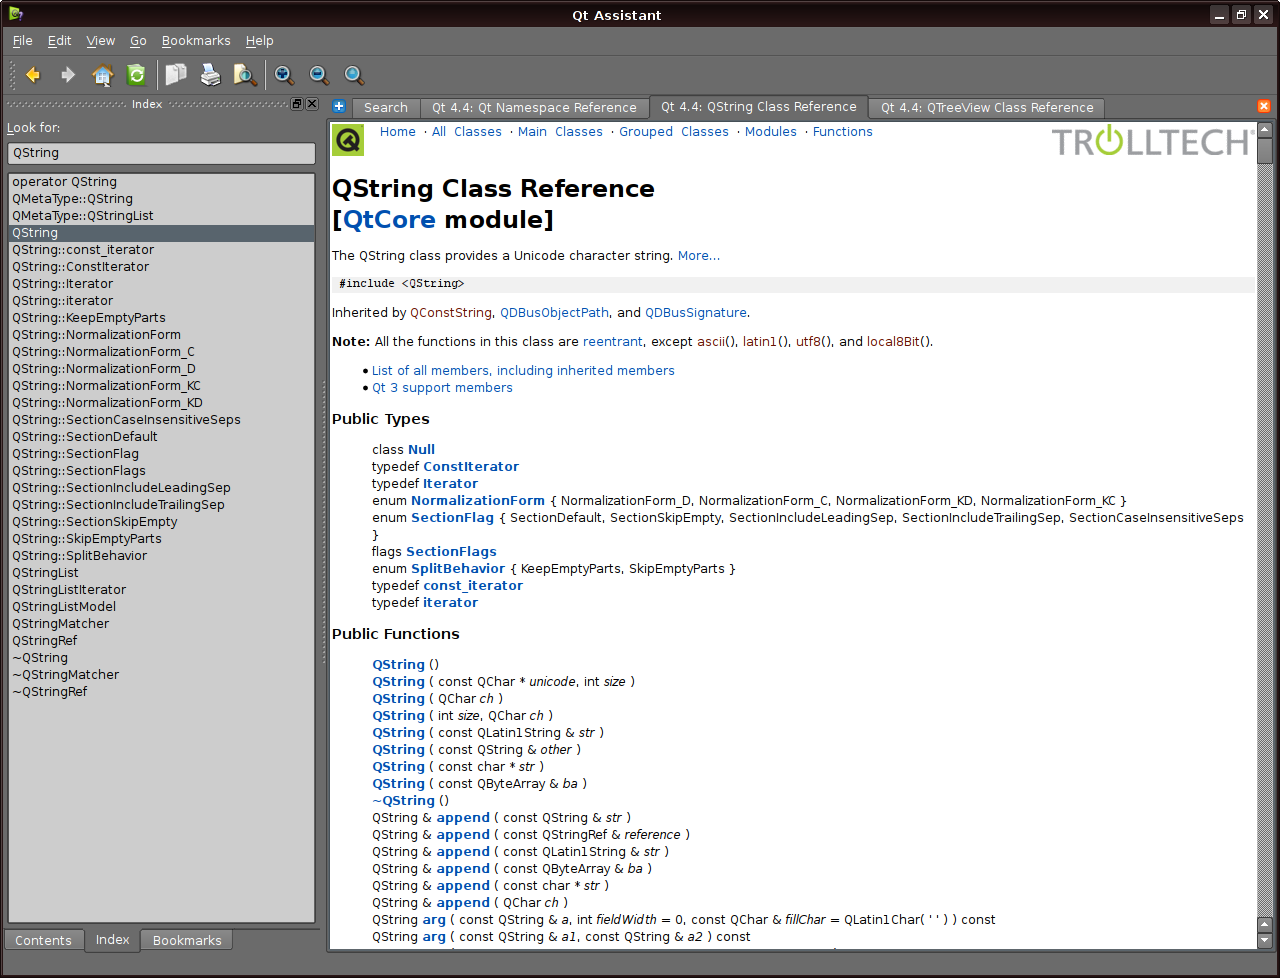 Qt Assistant
File Edit View Go Bookmarks Help
Index
Look for:
QString
operator QString
QMetaType::QString
QMetaType::QStringList
QString
QString::const_iterator
QString::ConstIterator
QString::Iterator
QString::iterator
QString::KeepEmptyParts
QString::NormalizationForm
QString::NormalizationForm_C
QString::NormalizationForm_D
QString::NormalizationForm_KC
QString::NormalizationForm_KD
QString::SectionCaseInsensitiveSeps
QString::SectionDefault
QString::SectionFlag
QString::SectionFlags
QString::SectionIncludeLeadingSep
QString::SectionIncludeTrailingSep
QString::SectionSkipEmpty
QString::SkipEmptyParts
QString::SplitBehavior
QStringList
QStringListIterator
QStringListModel
QStringMatcher
QStringRef
~QString
~QStringMatcher
~QStringRef
Contents Index Bookmarks
Search Qt 4.4: Qt Namespace Reference Qt 4.4: QString Class Reference Qt 4.4: QTreeView Class Reference
Home · All Classes · Main Classes · Grouped Classes · Modules · Functions
TROLLTECH
QString Class Reference
[QtCore module]
The QString class provides a Unicode character string. More...
#include <QString>
Inherited by QConstString, QDBusObjectPath, and QDBusSignature.
Note: All the functions in this class are reentrant, except ascii(), latin1(), utf8(), and local8Bit().
• List of all members, including inherited members
• Qt 3 support members
Public Types
class Null
typedef ConstIterator
typedef Iterator
enum NormalizationForm { NormalizationForm_D, NormalizationForm_C, NormalizationForm_KD, NormalizationForm_KC }
enum SectionFlag { SectionDefault, SectionSkipEmpty, SectionIncludeLeadingSep, SectionIncludeTrailingSep, SectionCaseInsensitiveSeps
}
flags SectionFlags
enum SplitBehavior { KeepEmptyParts, SkipEmptyParts }
typedef const_iterator
typedef iterator
Public Functions
QString ()
QString ( const QChar * unicode, int size )
QString ( QChar ch )
QString ( int size, QChar ch )
QString ( const QLatin1String & str )
QString ( const QString & other )
QString ( const char * str )
QString ( const QByteArray & ba )
~QString ()
QString & append ( const QString & str )
QString & append ( const QStringRef & reference )
QString & append ( const QLatin1String & str )
QString & append ( const QByteArray & ba )
QString & append ( const char * str )
QString & append ( QChar ch )
QString arg ( const QString & a, int fieldWidth = 0, const QChar & fillChar = QLatin1Char( ' ' ) ) const
QString arg ( const QString & a1, const QString & a2 ) const